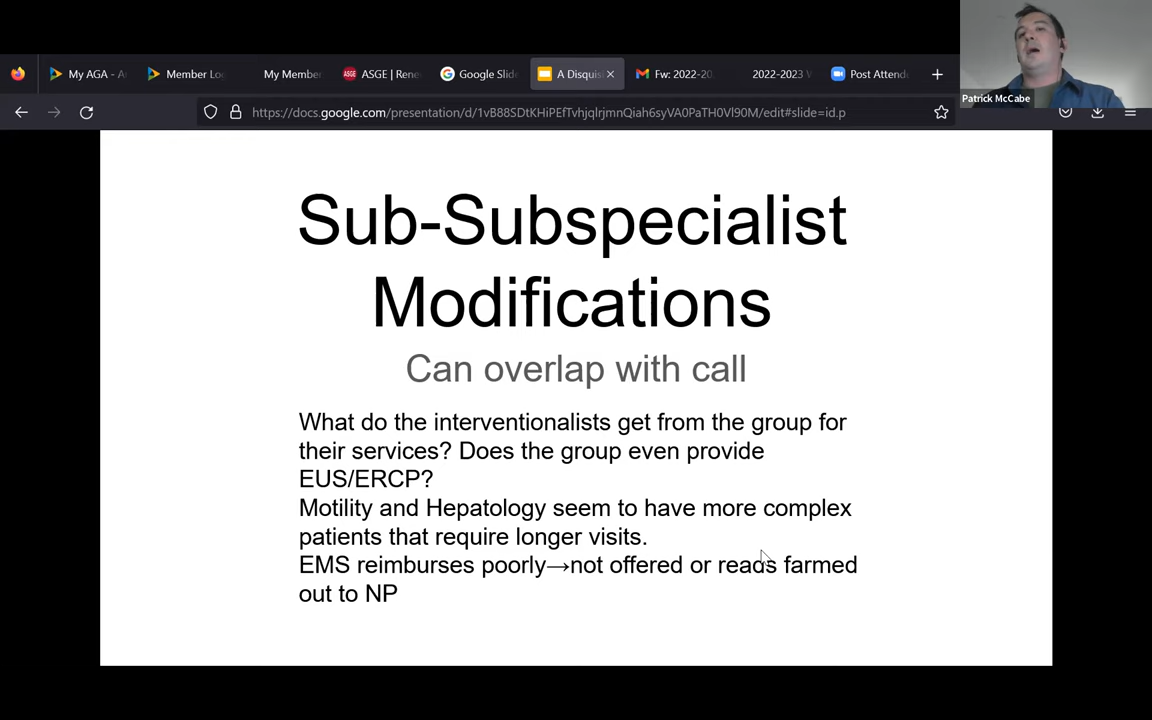 My AGA - A
Member Lo
My Membe
ASGE | Rene
Google Slid
A Disquis
Fw: 2022-20
2022-2023
Post Attend
https://docs.google.com/presentation/d/1vB88SDtKHiPEfTvhjqlrjmnQiah6syVA0PaTH0Vl90M/edit#slide=id.p
Patrick McCabe
Sub-Subspecialist
Modifications
Can overlap with call
What do the interventionalists get from the group for
their services? Does the group even provide
EUS/ERCP?
Motility and Hepatology seem to have more complex
patients that require longer visits.
EMS reimburses poorly→not offered or reads farmed
out to NP